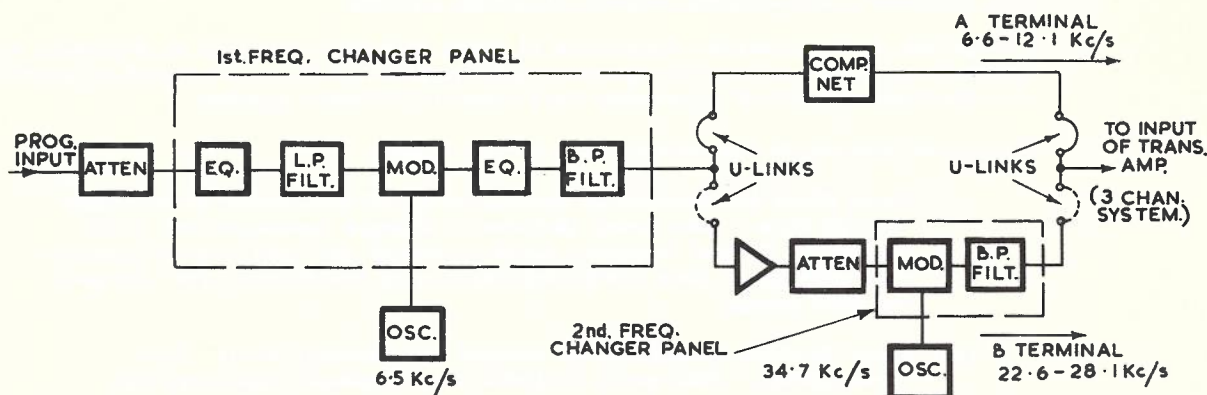 A TERMINAL
6·6–12·1 Kc/s
1st. FREQ. CHANGER PANEL
COMP.
NET
PROG.
INPUT
ATTEN
EQ.
L.P.
FILT.
MOD.
EQ.
B.P.
FILT.
U-LINKS
U-LINKS
TO INPUT
OF TRANS.
AMP.
(3 CHAN.
SYSTEM.)
ATTEN
MOD.
B.P.
FILT.
OSC.
6·5 Kc/s
2nd. FREQ.
CHANGER PANEL
34·7 Kc/s
OSC.
B TERMINAL
22·6–28·1 Kc/s